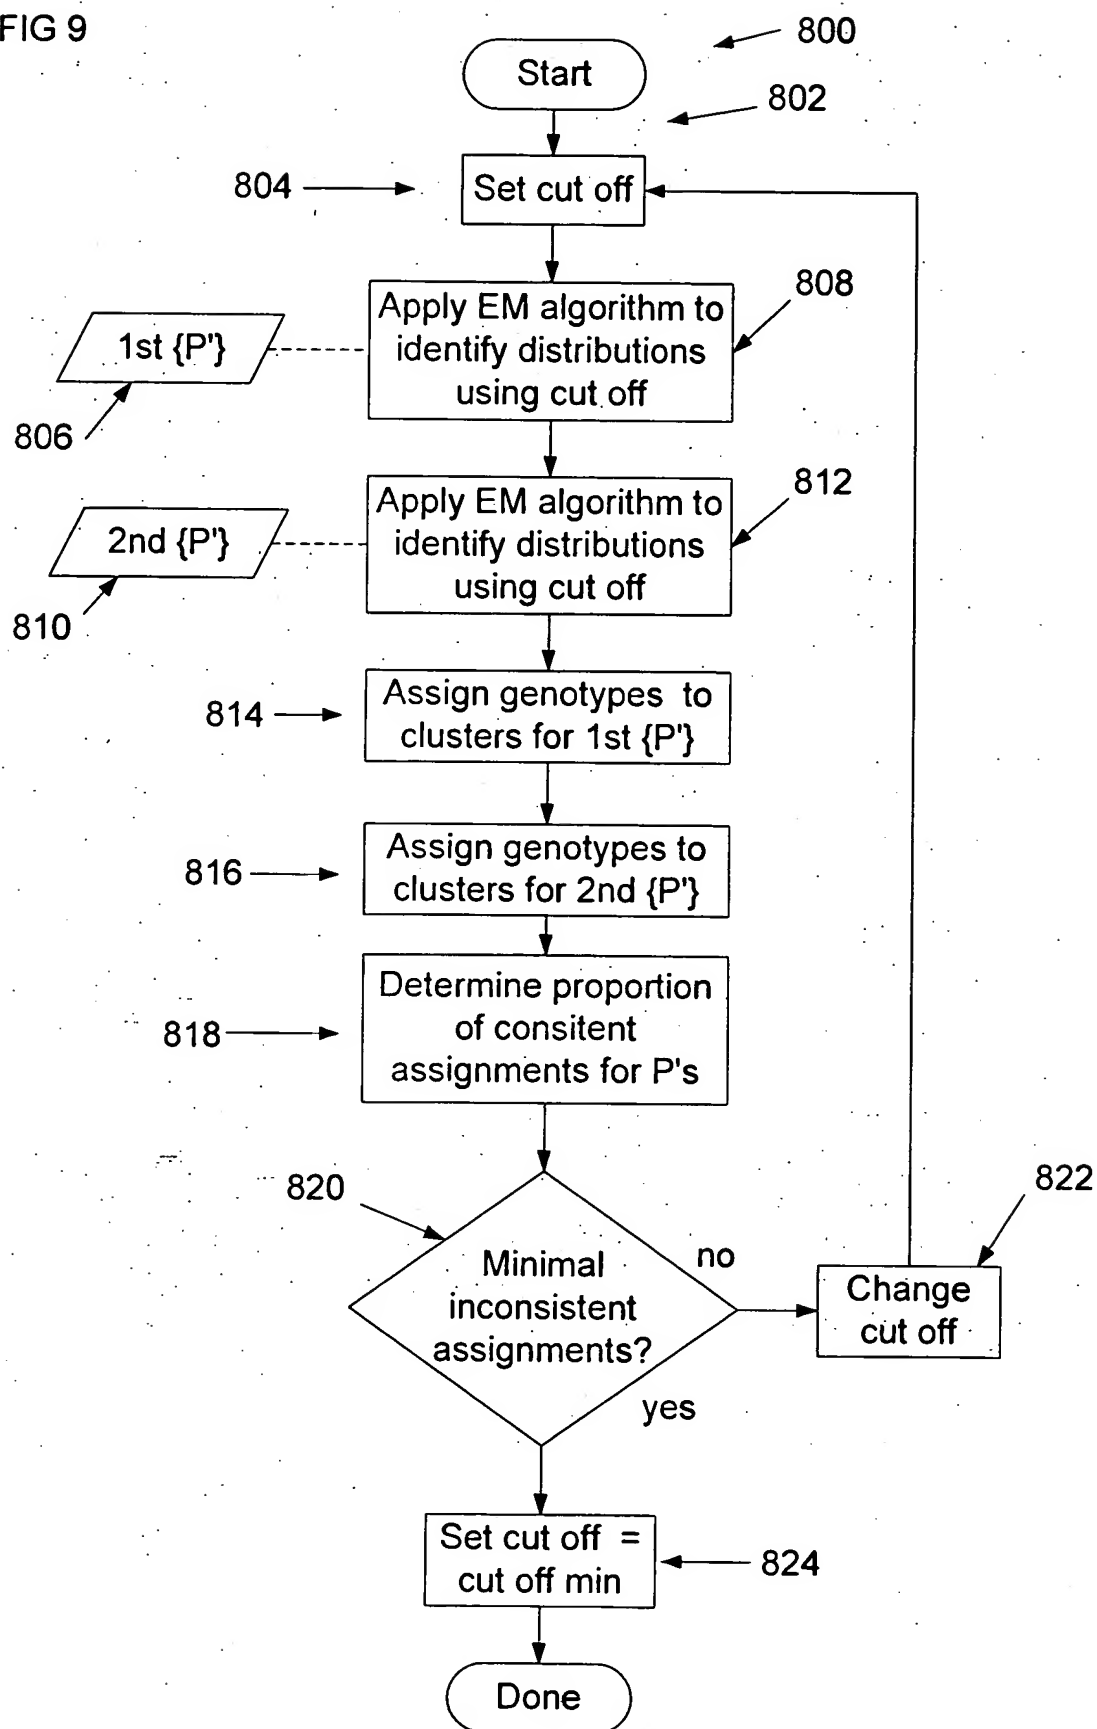 FIG 9
800
Start
802
804
Set cut off
808
Apply EM algorithm to
identify distributions
using cut off
1st {P'}
806
812
Apply EM algorithm to
identify distributions
using cut off
2nd {P'}
810
814
Assign genotypes to
clusters for 1st {P'}
816
Assign genotypes to
clusters for 2nd {P'}
818
Determine proportion
of consitent
assignments for P's
820
822
Minimal
inconsistent
assignments?
no
Change
cut off
yes
Set cut off =
cut off min
824
Done